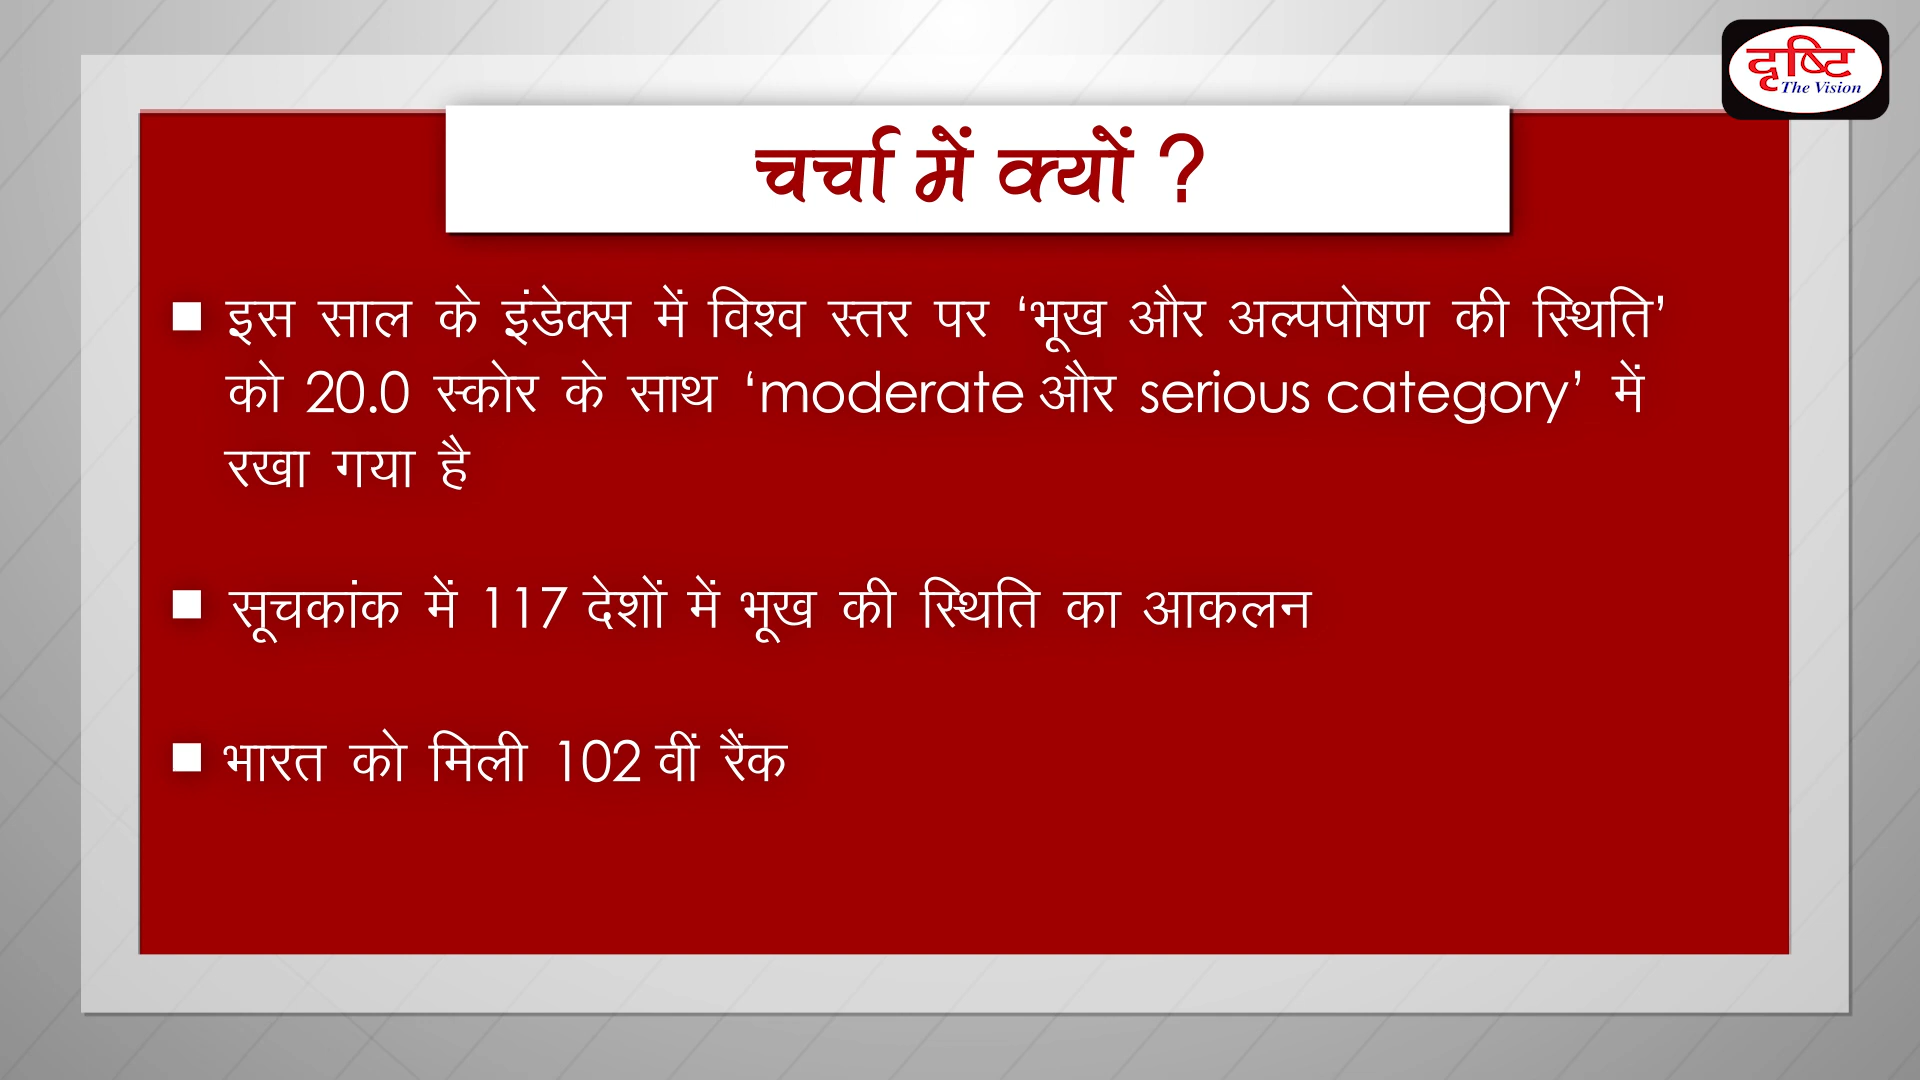 दृष्टि
The Vision
चर्चा में क्यों ?
■ इस साल के इंडेक्स में विश्व स्तर पर ‘भूख और अल्पपोषण की स्थिति’
को 20.0 स्कोर के साथ ‘moderate और serious category’ में
रखा गया है
■ सूचकांक में 117 देशों में भूख की स्थिति का आकलन
■ भारत को मिली 102 वीं रैंक